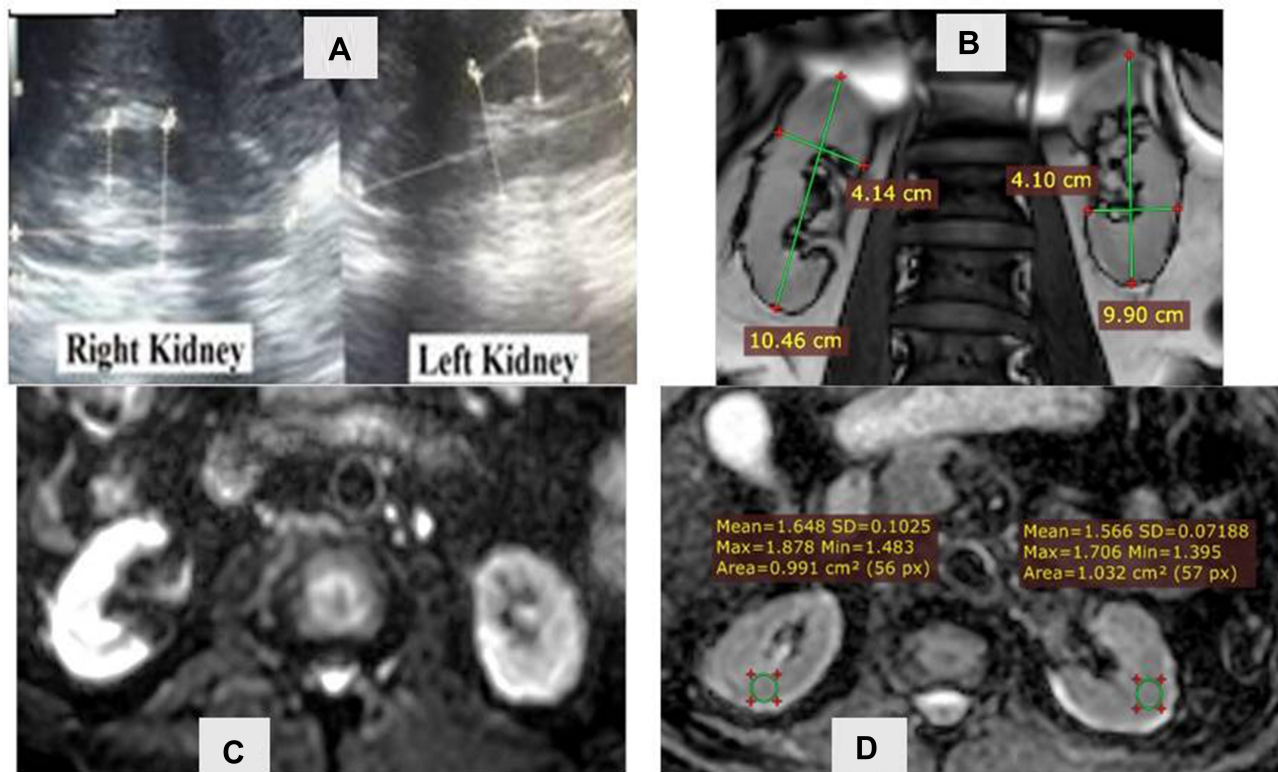 A
Right Kidney
Left Kidney
B
4.14 cm
4.10 cm
10.46 cm
9.90 cm
C
Mean=1.648 SD=0.1025
Max=1.878 Min=1.483
Area=0.991 cm² (56 px)
Mean=1.566 SD=0.07188
Max=1.706 Min=1.395
Area=1.032 cm² (57 px)
D